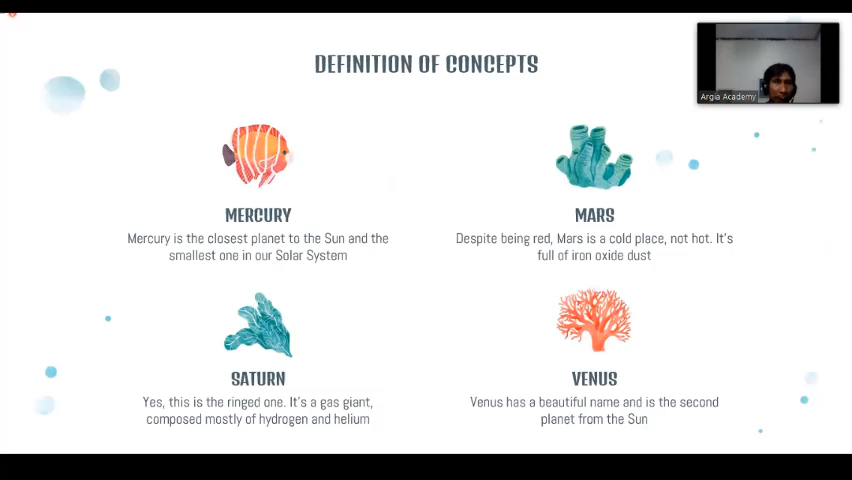 DEFINITION OF CONCEPTS
Argia Academy
MERCURY
Mercury is the closest planet to the Sun and the
smallest one in our Solar System
MARS
Despite being red, Mars is a cold place, not hot. It's
full of iron oxide dust
SATURN
Yes, this is the ringed one. It's a gas giant,
composed mostly of hydrogen and helium
VENUS
Venus has a beautiful name and is the second
planet from the Sun